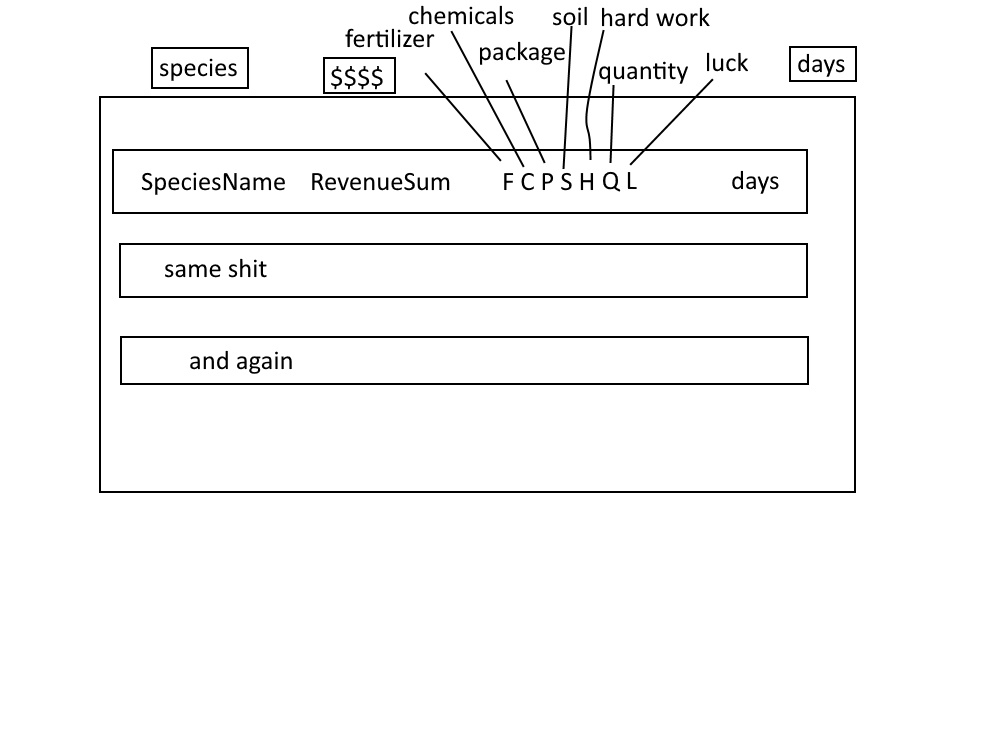 chemicals
soil
hard work
fertilizer
package
quantity
luck
species
$$$$
days
SpeciesName RevenueSum F C P S H Q L days
same shit
and again